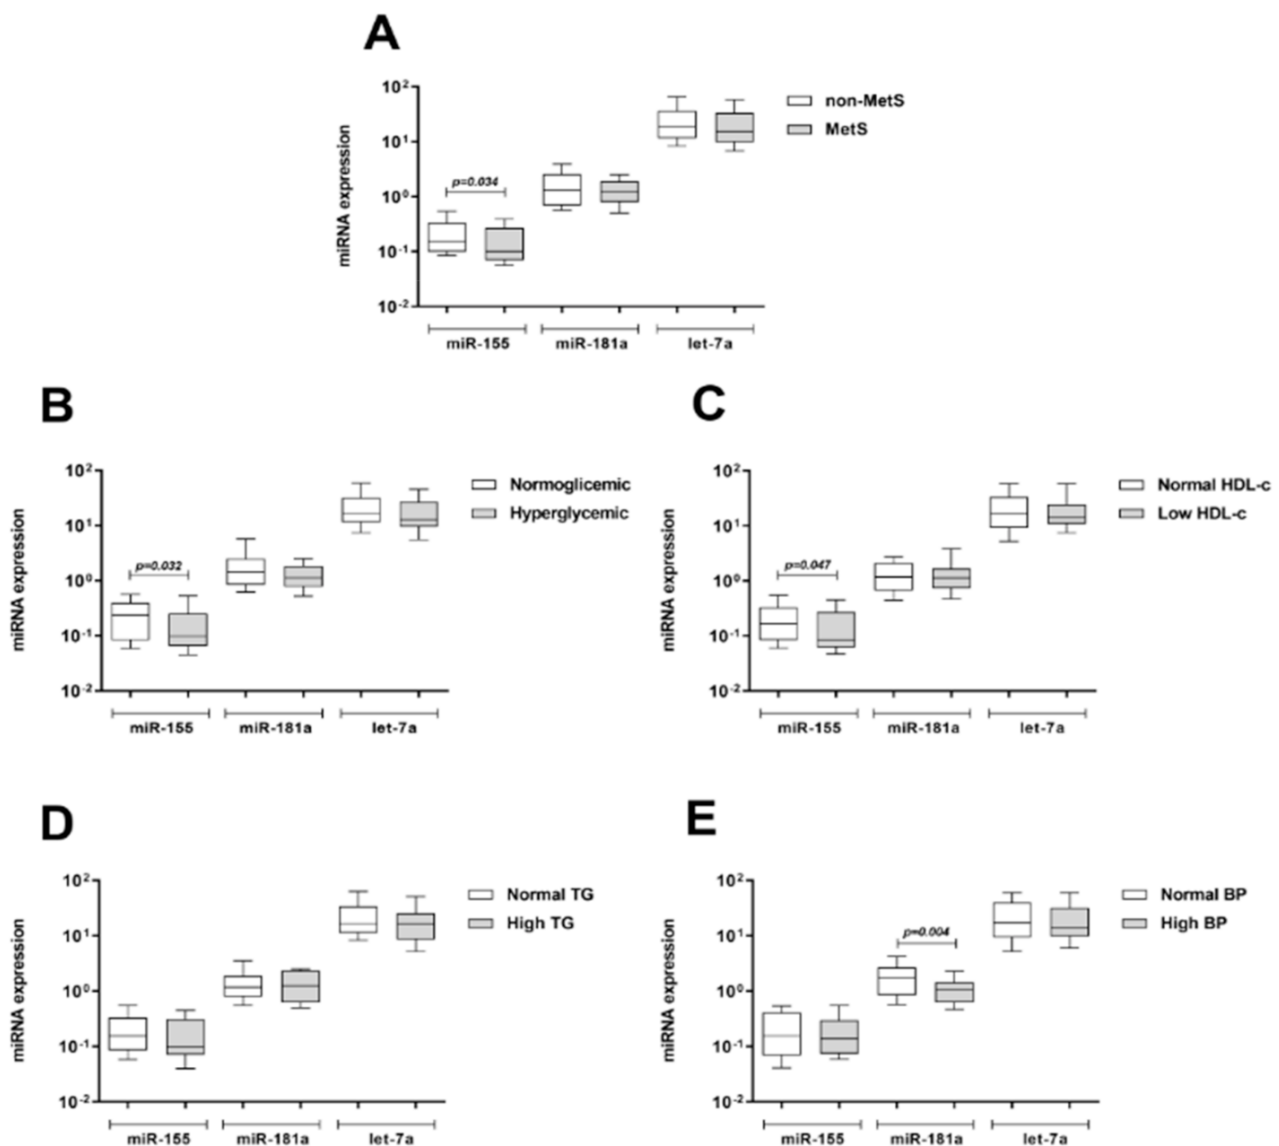 A
miRNA expression
10²
10¹
10⁰
10⁻¹
10⁻²
p=0.034
non-MetS
MetS
miR-155
miR-181a
let-7a
B
miRNA expression
10²
10¹
10⁰
10⁻¹
10⁻²
p=0.032
Normoglicemic
Hyperglycemic
miR-155
miR-181a
let-7a
C
miRNA expression
10²
10¹
10⁰
10⁻¹
10⁻²
p=0.047
Normal HDL-c
Low HDL-c
miR-155
miR-181a
let-7a
D
miRNA expression
10²
10¹
10⁰
10⁻¹
10⁻²
Normal TG
High TG
miR-155
miR-181a
let-7a
E
miRNA expression
10²
10¹
10⁰
10⁻¹
10⁻²
p=0.004
Normal BP
High BP
miR-155
miR-181a
let-7a